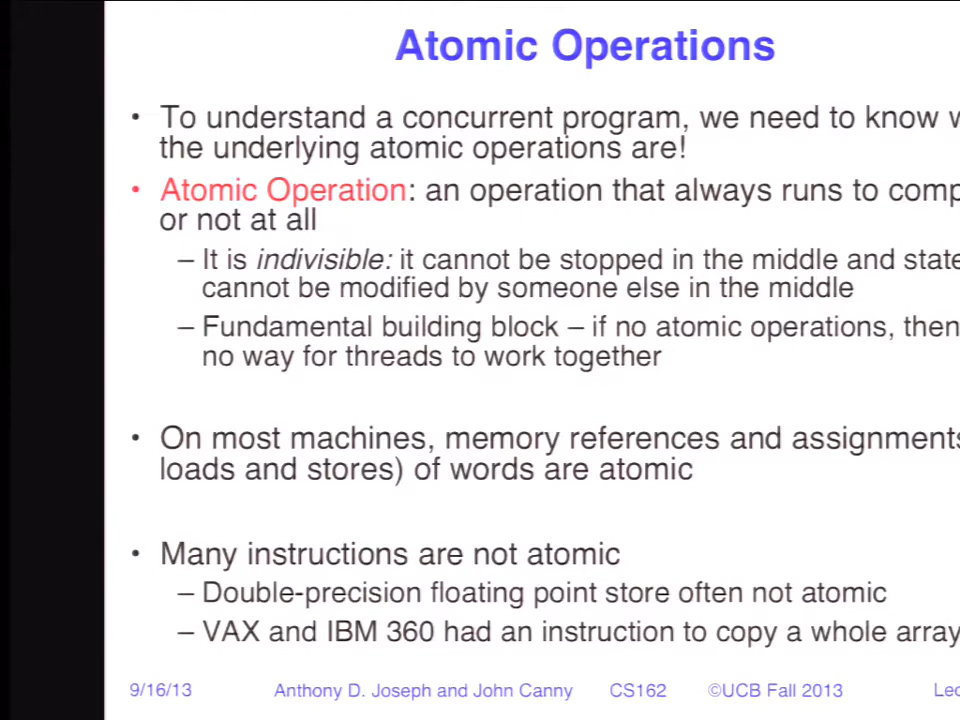 Atomic Operations
• To understand a concurrent program, we need to know
the underlying atomic operations are!
• Atomic Operation: an operation that always runs to
or not at all
– It is indivisible: it cannot be stopped in the middle and state
cannot be modified by someone else in the middle
– Fundamental building block – if no atomic operations, then
no way for threads to work together
• On most machines, memory references and assignments
loads and stores) of words are atomic
• Many instructions are not atomic
– Double-precision floating point store often not atomic
– VAX and IBM 360 had an instruction to copy a whole array
9/16/13 Anthony D. Joseph and John Canny CS162 ©UCB Fall 2013